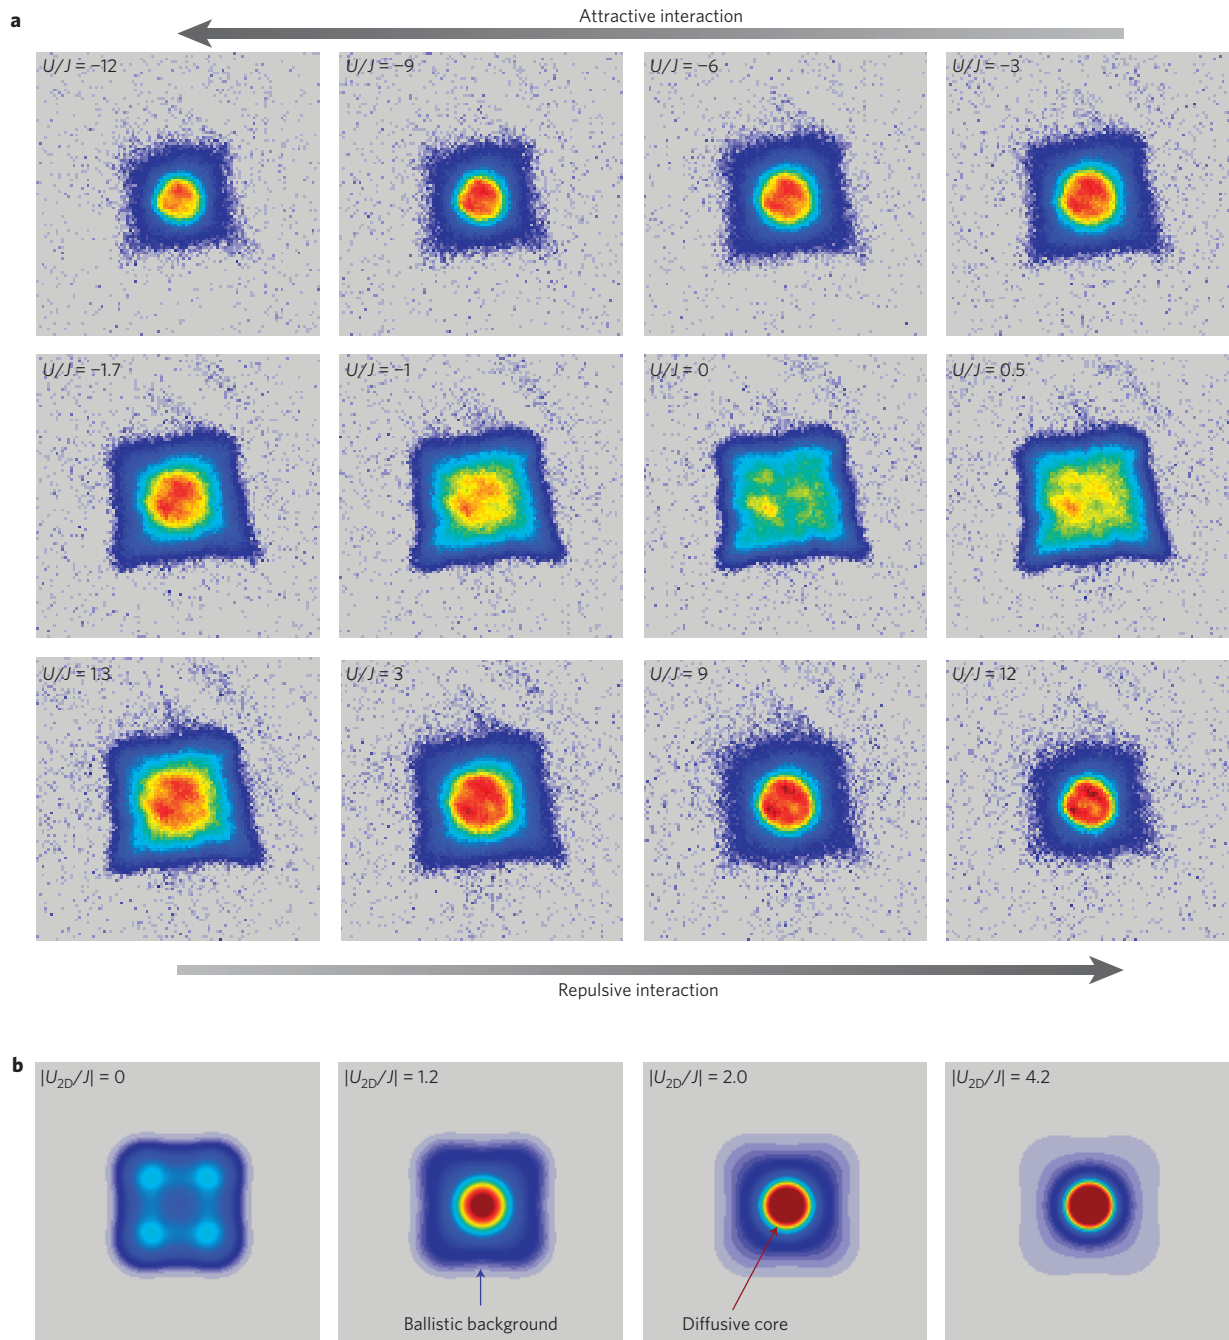 a
Attractive interaction
U/J = −12
U/J = −9
U/J = −6
U/J = −3
U/J = −1.7
U/J = −1
U/J = 0
U/J = 0.5
U/J = 1.3
U/J = 3
U/J = 9
U/J = 12
Repulsive interaction
b
|U2D/J| = 0
|U2D/J| = 1.2
|U2D/J| = 2.0
|U2D/J| = 4.2
Ballistic background
Diffusive core